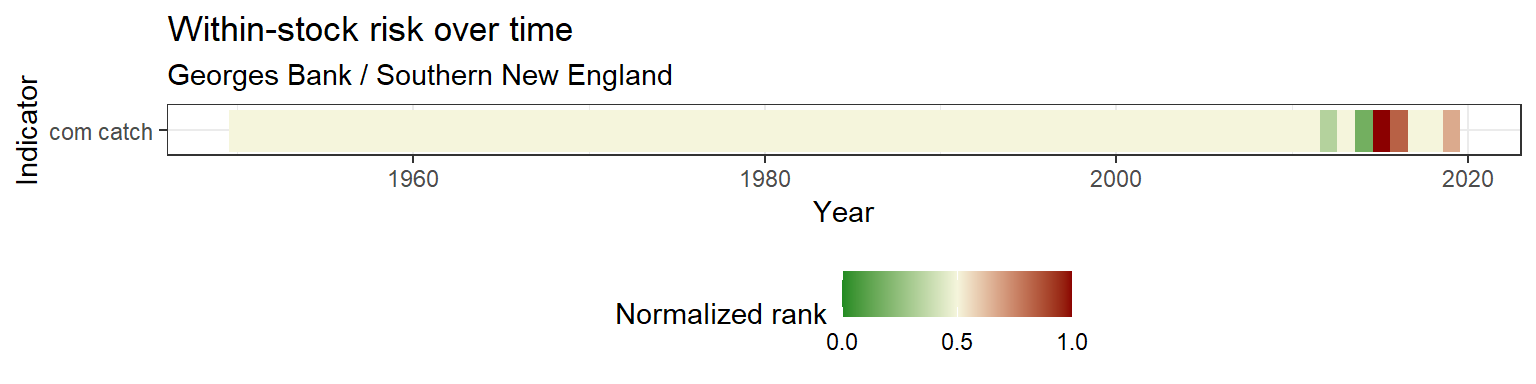 Within-stock risk over time
Georges Bank / Southern New England
Indicator
com catch
1960 1980 2000 2020
Year
Normalized rank
0.0 0.5 1.0